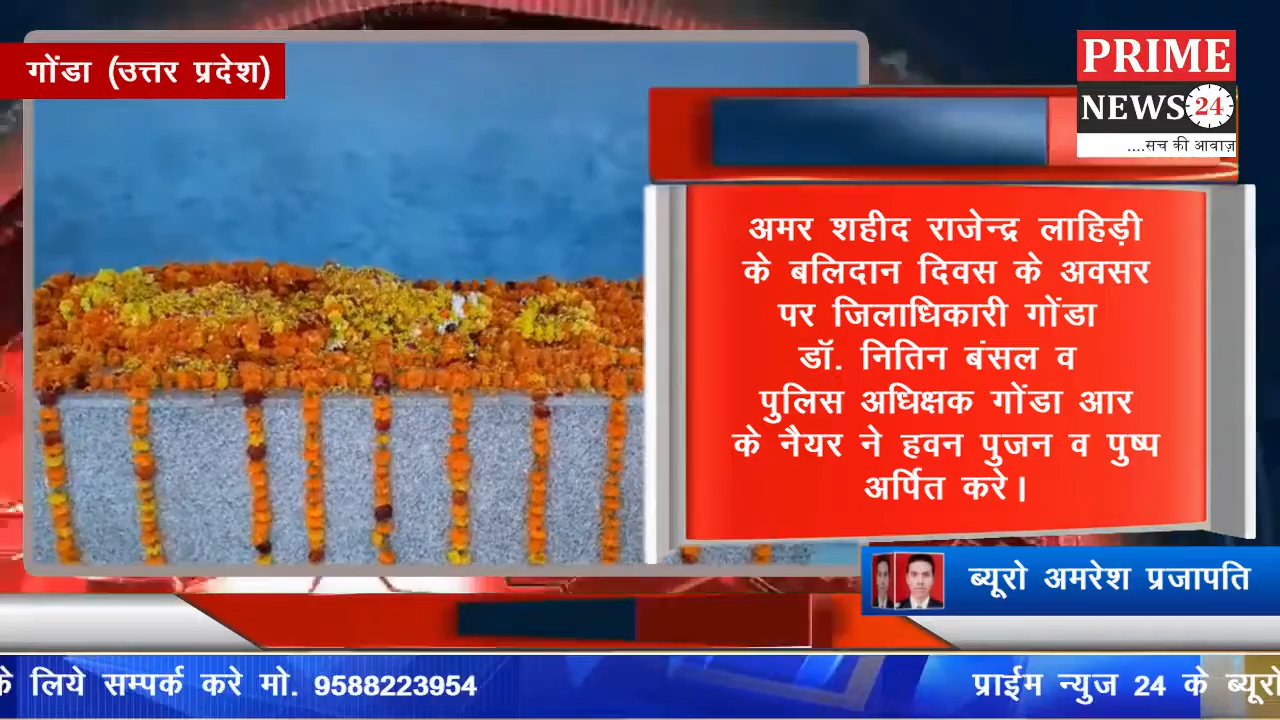 गोंडा (उत्तर प्रदेश)
PRIME
NEWS 24
....सच की आवाज़
अमर शहीद राजेन्द्र लाहिड़ी
के बलिदान दिवस के अवसर
पर जिलाधिकारी गोंडा
डॉ. नितिन बंसल व
पुलिस अधिक्षक गोंडा आर
के नैयर ने हवन पुजन व पुष्प
अर्पित करे।
ब्यूरो अमरेश प्रजापति
के लिये सम्पर्क करे मो. 9588223954 प्राईम न्युज 24 के ब्यूरो